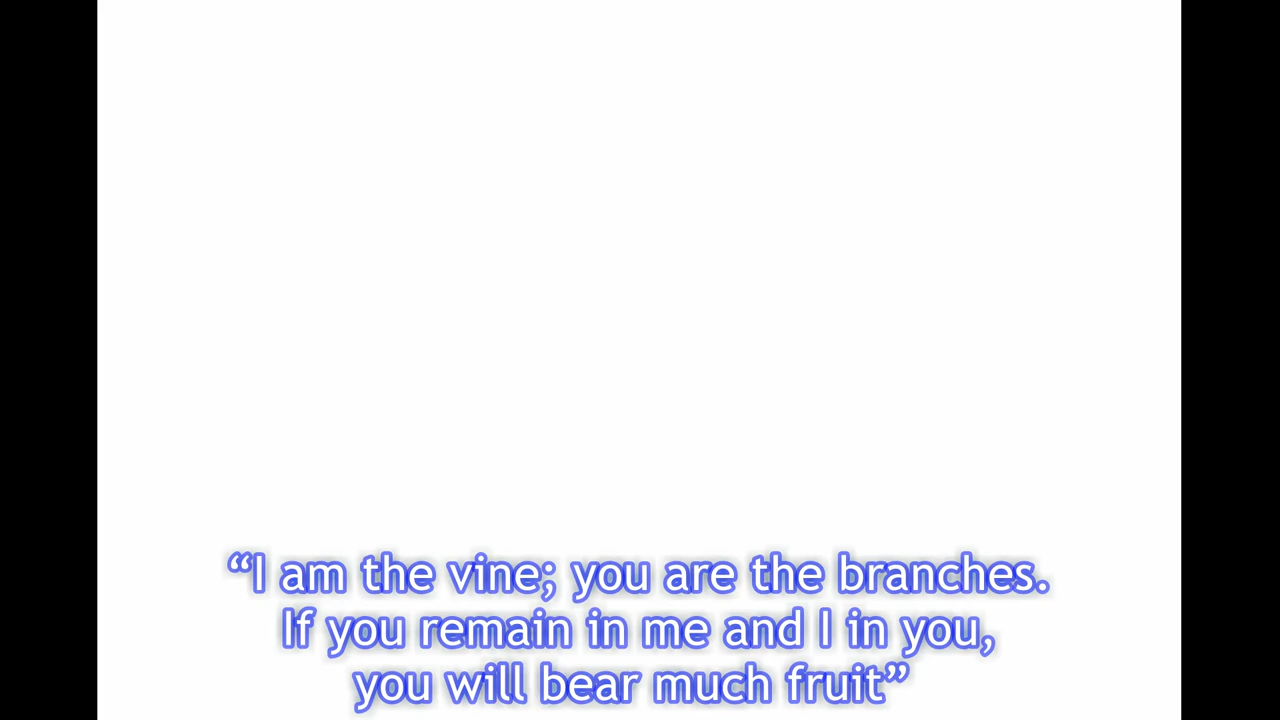 “I am the vine; you are the branches.
If you remain in me and I in you,
you will bear much fruit”